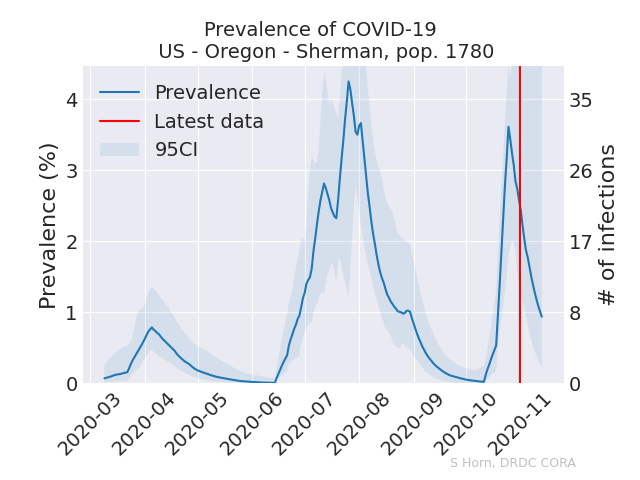 Prevalence of COVID-19
US - Oregon - Sherman, pop. 1780
Prevalence
Latest data
95CI
Prevalence (%)
4
3
2
1
0
35
26
17
8
0
# of infections
2020-03
2020-04
2020-05
2020-06
2020-07
2020-08
2020-09
2020-10
2020-11
S Horn, DRDC CORA